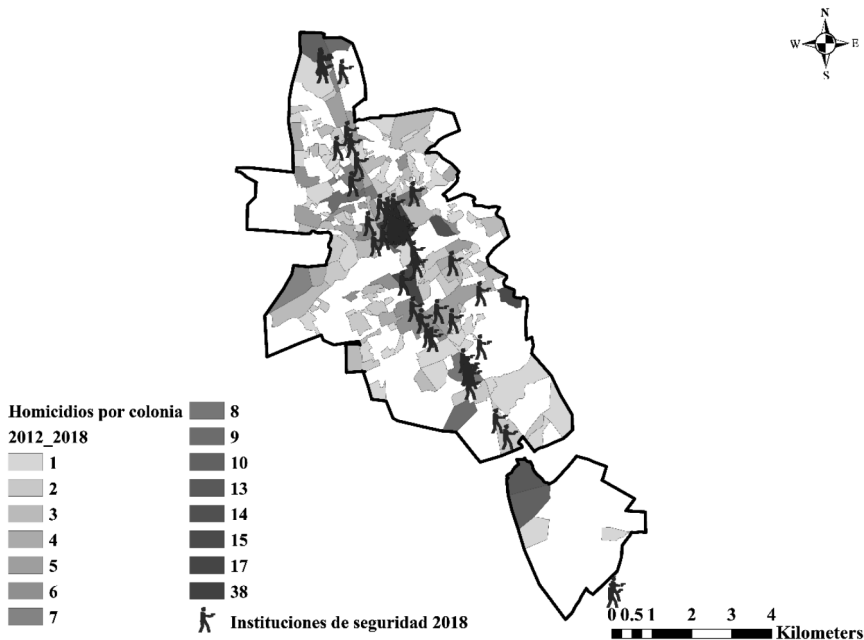 N
W E
S
Homicidios por colonia
2012_2018
1
2
3
4
5
6
7
8
9
10
13
14
15
17
38
Instituciones de seguridad 2018
0 0.5 1 2 3 4
Kilometers